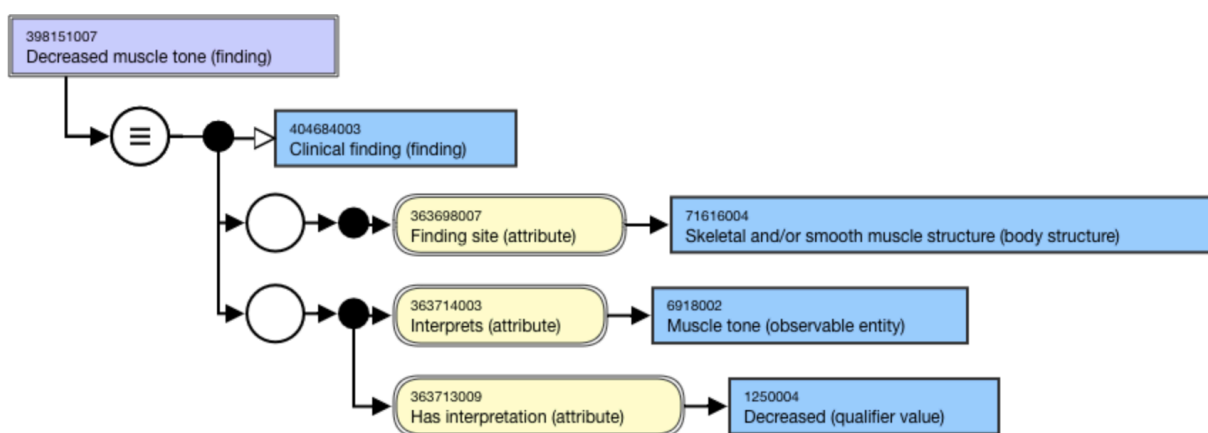 398151007
Decreased muscle tone (finding)
404684003
Clinical finding (finding)
363698007
Finding site (attribute)
71616004
Skeletal and/or smooth muscle structure (body structure)
363714003
Interprets (attribute)
6918002
Muscle tone (observable entity)
363713009
Has interpretation (attribute)
1250004
Decreased (qualifier value)